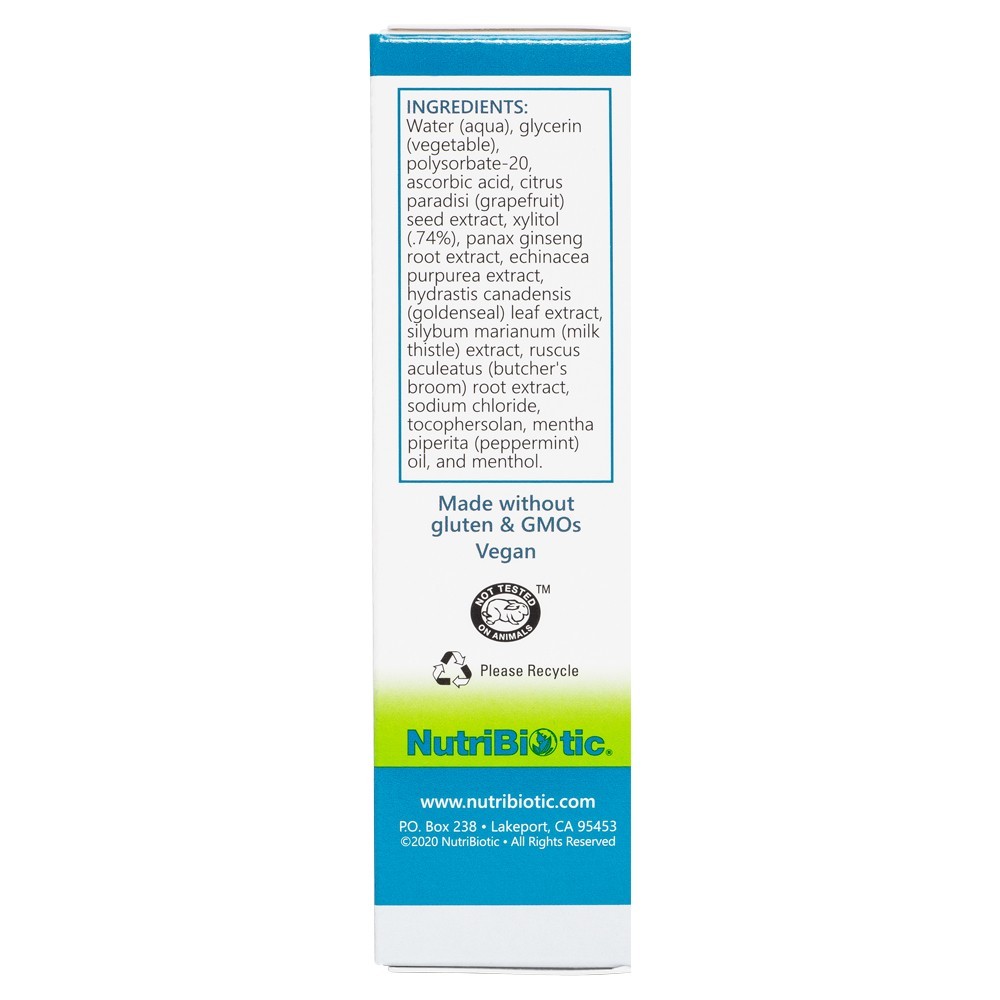 INGREDIENTS:
Water (aqua), glycerin
(vegetable),
polysorbate-20,
ascorbic acid, citrus
paradisi (grapefruit)
seed extract, xylitol
(.74%), panax ginseng
root extract, echinacea
purpurea extract,
hydrastis canadensis
(goldenseal) leaf extract,
silybum marianum (milk
thistle) extract, ruscus
aculeatus (butcher's
broom) root extract,
sodium chloride,
tocophersolan, mentha
piperita (peppermint)
oil, and menthol.
Made without
gluten & GMOs
Vegan
NOT TESTED
ON ANIMALS
TM
Please Recycle
NutriBiotic®
www.nutribiotic.com
P.O. Box 238 • Lakeport, CA 95453
©2020 NutriBiotic • All Rights Reserved